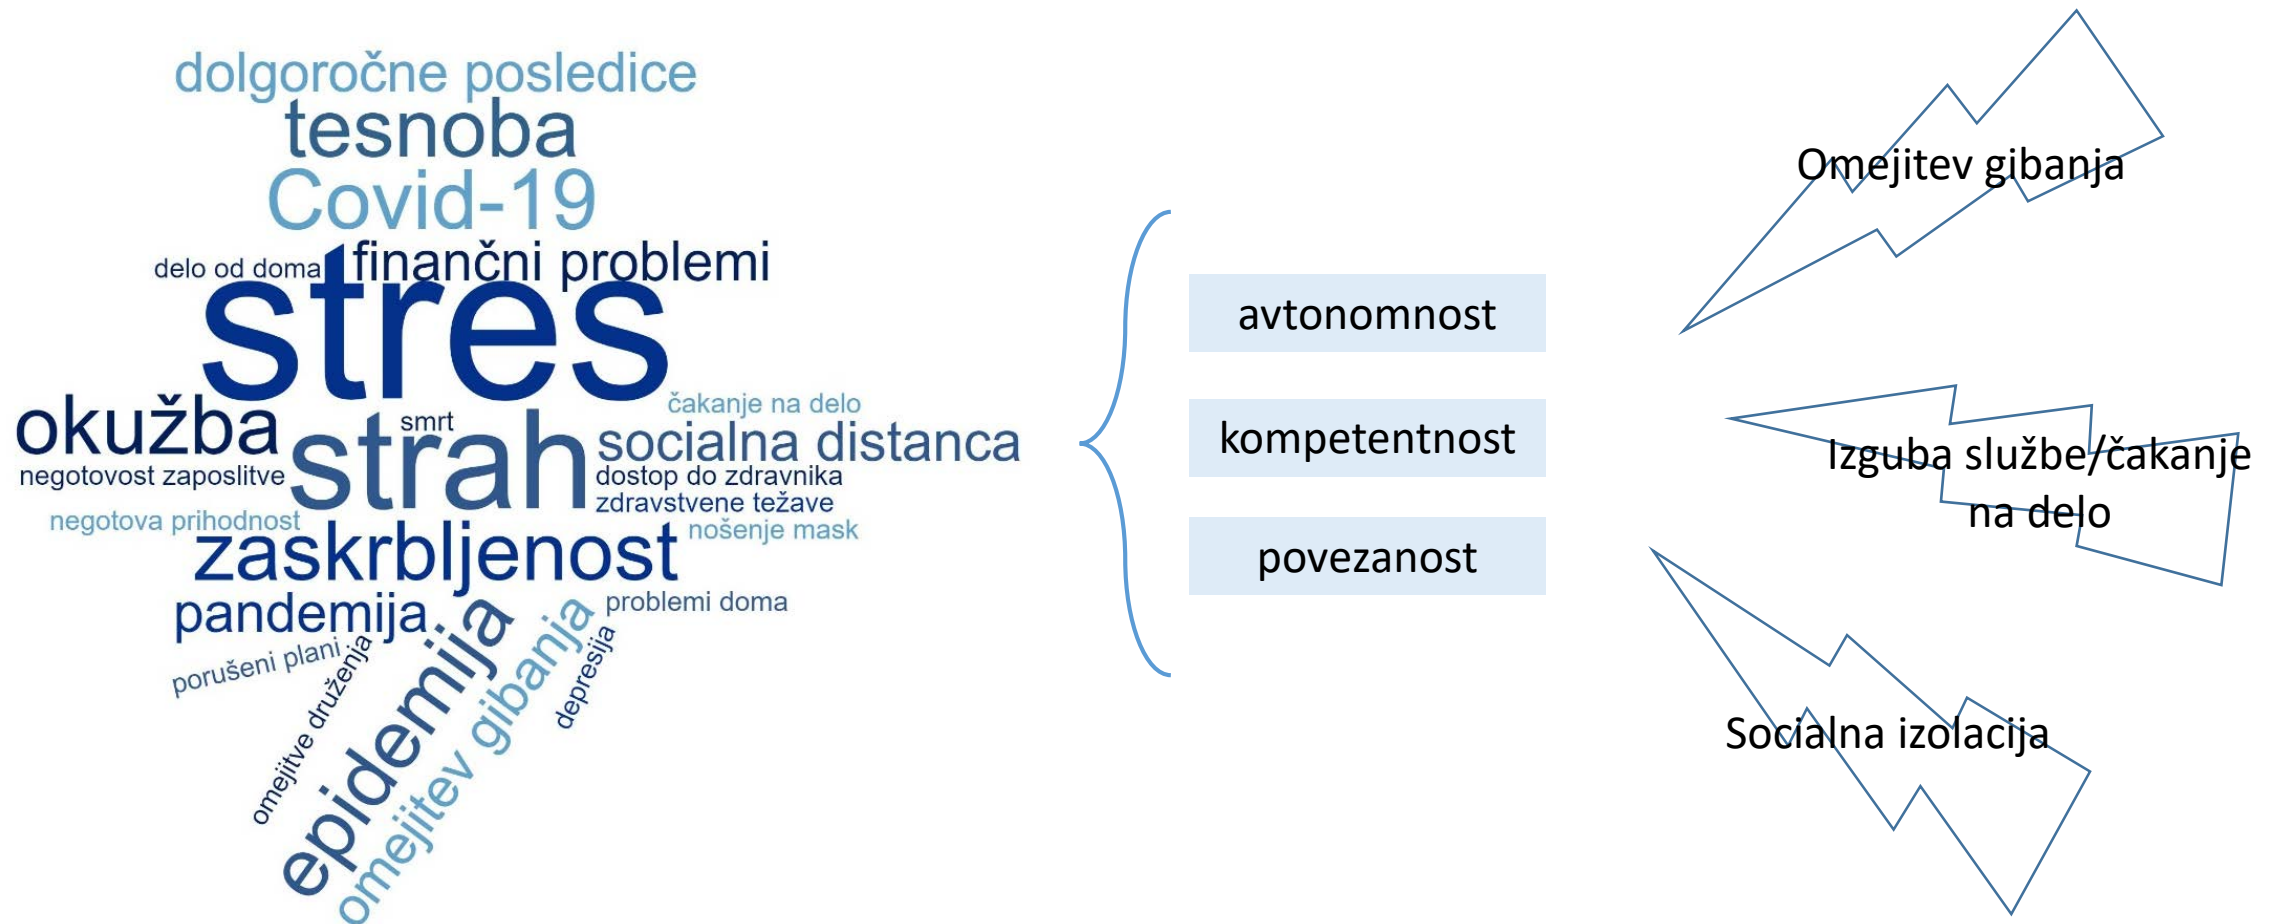 dolgoročne posledice
tesnoba
Covid-19
delo od doma
finančni problemi
stres
okužba
smrt
strah
čakanje na delo
socialna distanca
negotovost zaposlitve
dostop do zdravnika
zdravstvene težave
negotova prihodnost
nošenje mask
zaskrbljenost
pandemija
problemi doma
porušeni plani
omejitve druženja
epidemija
omejitev gibanja
depresija
avtonomnost
kompetentnost
povezanost
Omejitev gibanja
Izguba službe/čakanje
na delo
Socialna izolacija